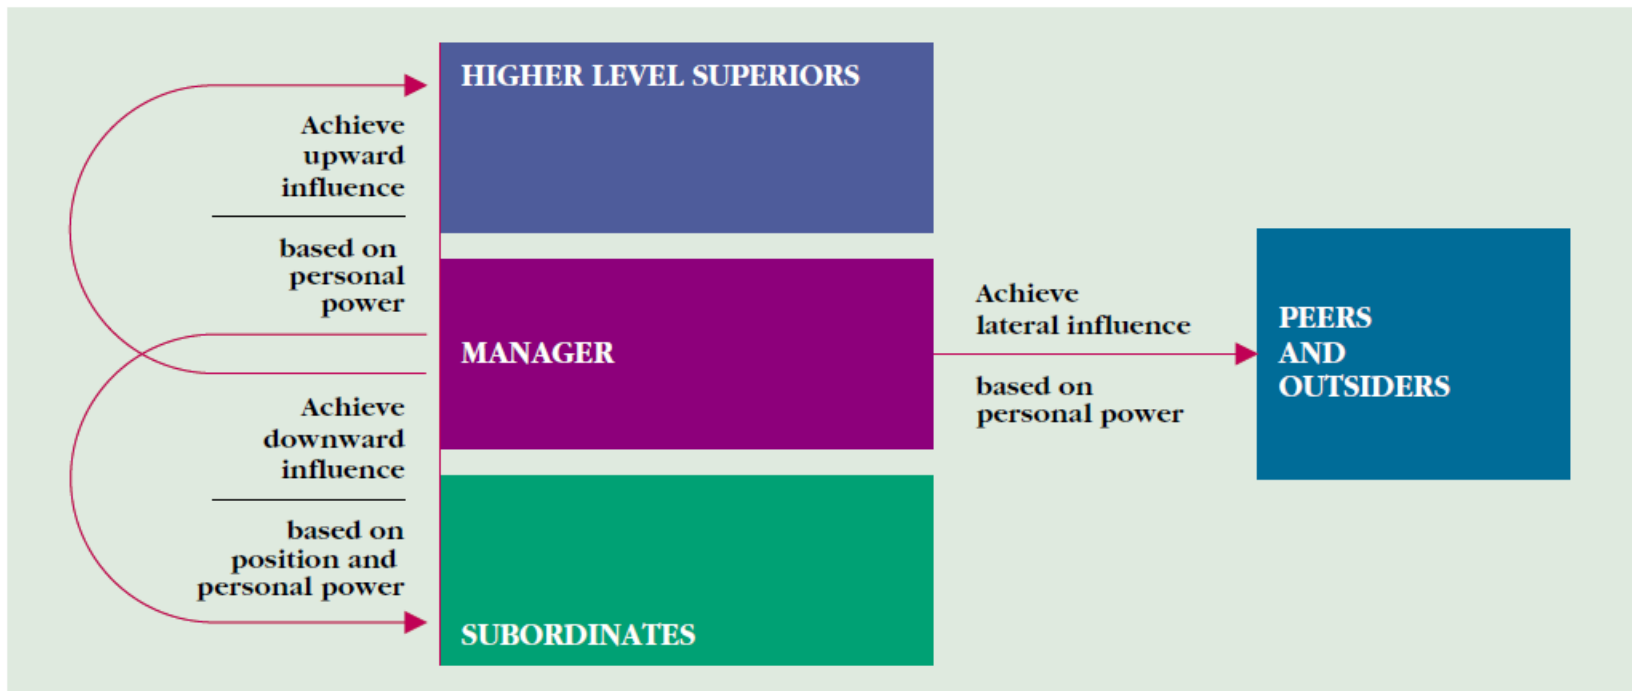 HIGHER LEVEL SUPERIORS
Achieve
upward
influence
based on
personal
power
MANAGER
Achieve
lateral influence
based on
personal power
PEERS
AND
OUTSIDERS
Achieve
downward
influence
based on
position and
personal power
SUBORDINATES